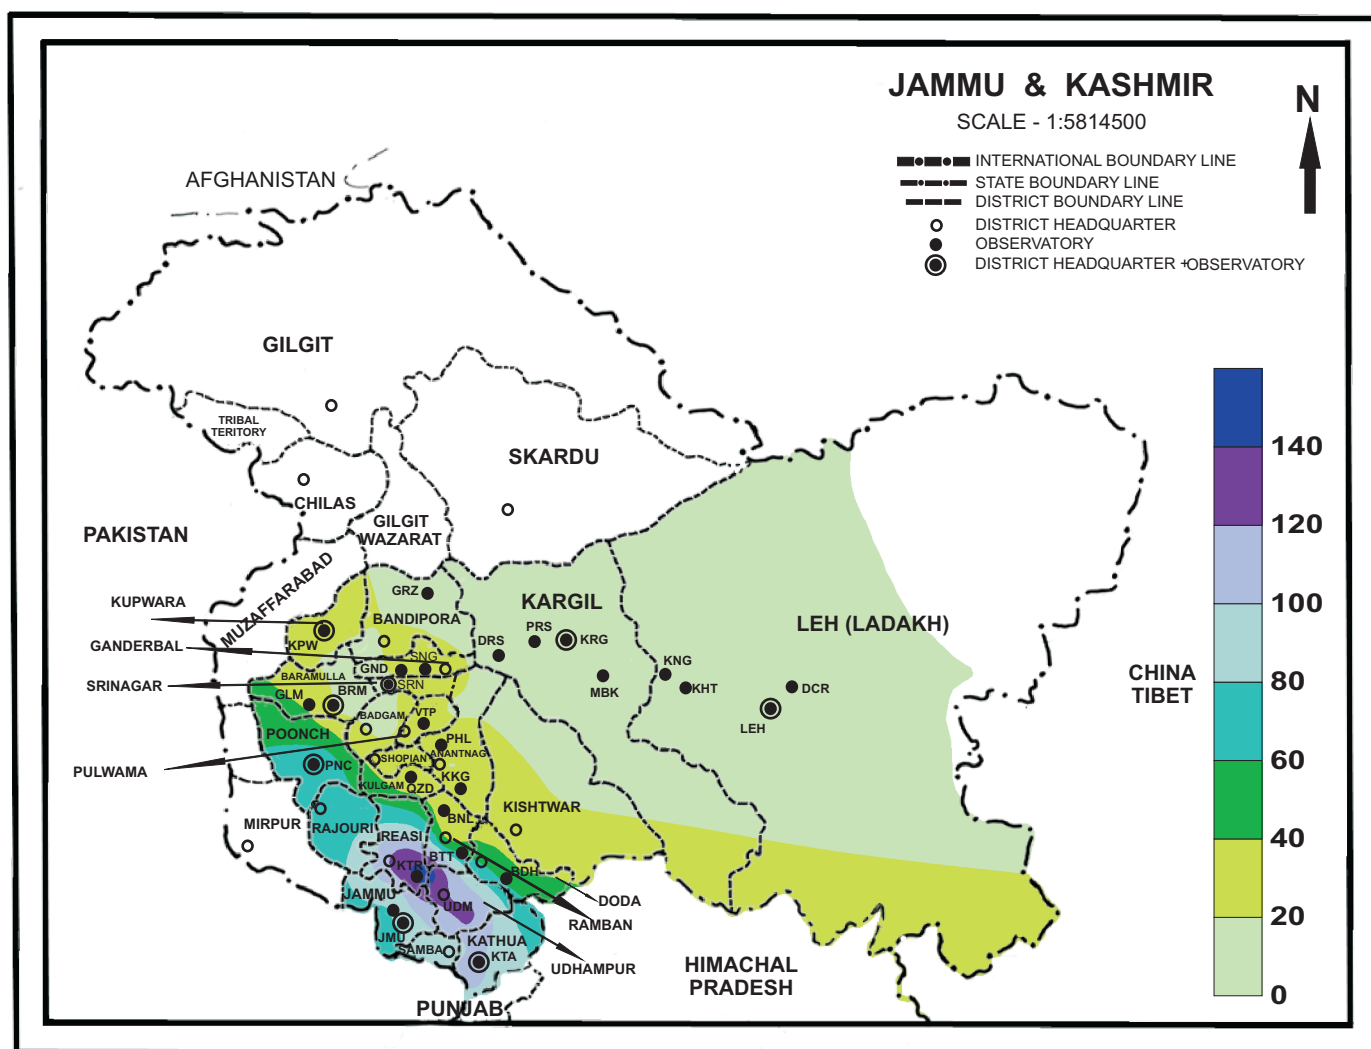 JAMMU & KASHMIR
SCALE - 1:5814500
N
INTERNATIONAL BOUNDARY LINE
STATE BOUNDARY LINE
DISTRICT BOUNDARY LINE
DISTRICT HEADQUARTER
OBSERVATORY
DISTRICT HEADQUARTER +OBSERVATORY
AFGHANISTAN
GILGIT
TRIBAL
TERITORY
SKARDU
CHILAS
GILGIT
WAZARAT
PAKISTAN
MUZAFFARABAD
KUPWARA
GANDERBAL
SRINAGAR
PULWAMA
GRZ
BANDIPORA
KPW
KARGIL
PRS
KRG
DRS
MBK
LEH (LADAKH)
KNG
KHT
DCR
LEH
CHINA
TIBET
SNG
GND
SRN
BARAMULLA
BRM
GLM
BADGAM
VTP
POONCH
PNC
PHL
SHOPIAN
ANANTNAG
KKG
KULGAM
QZD
KISHTWAR
BNL
MIRPUR
RAJOURI
REASI
BTT
KTR
BDH
DODA
RAMBAN
JAMMU
UDM
JMU
SAMBA
KATHUA
KTA
UDHAMPUR
HIMACHAL
PRADESH
PUNJAB
140
120
100
80
60
40
20
0